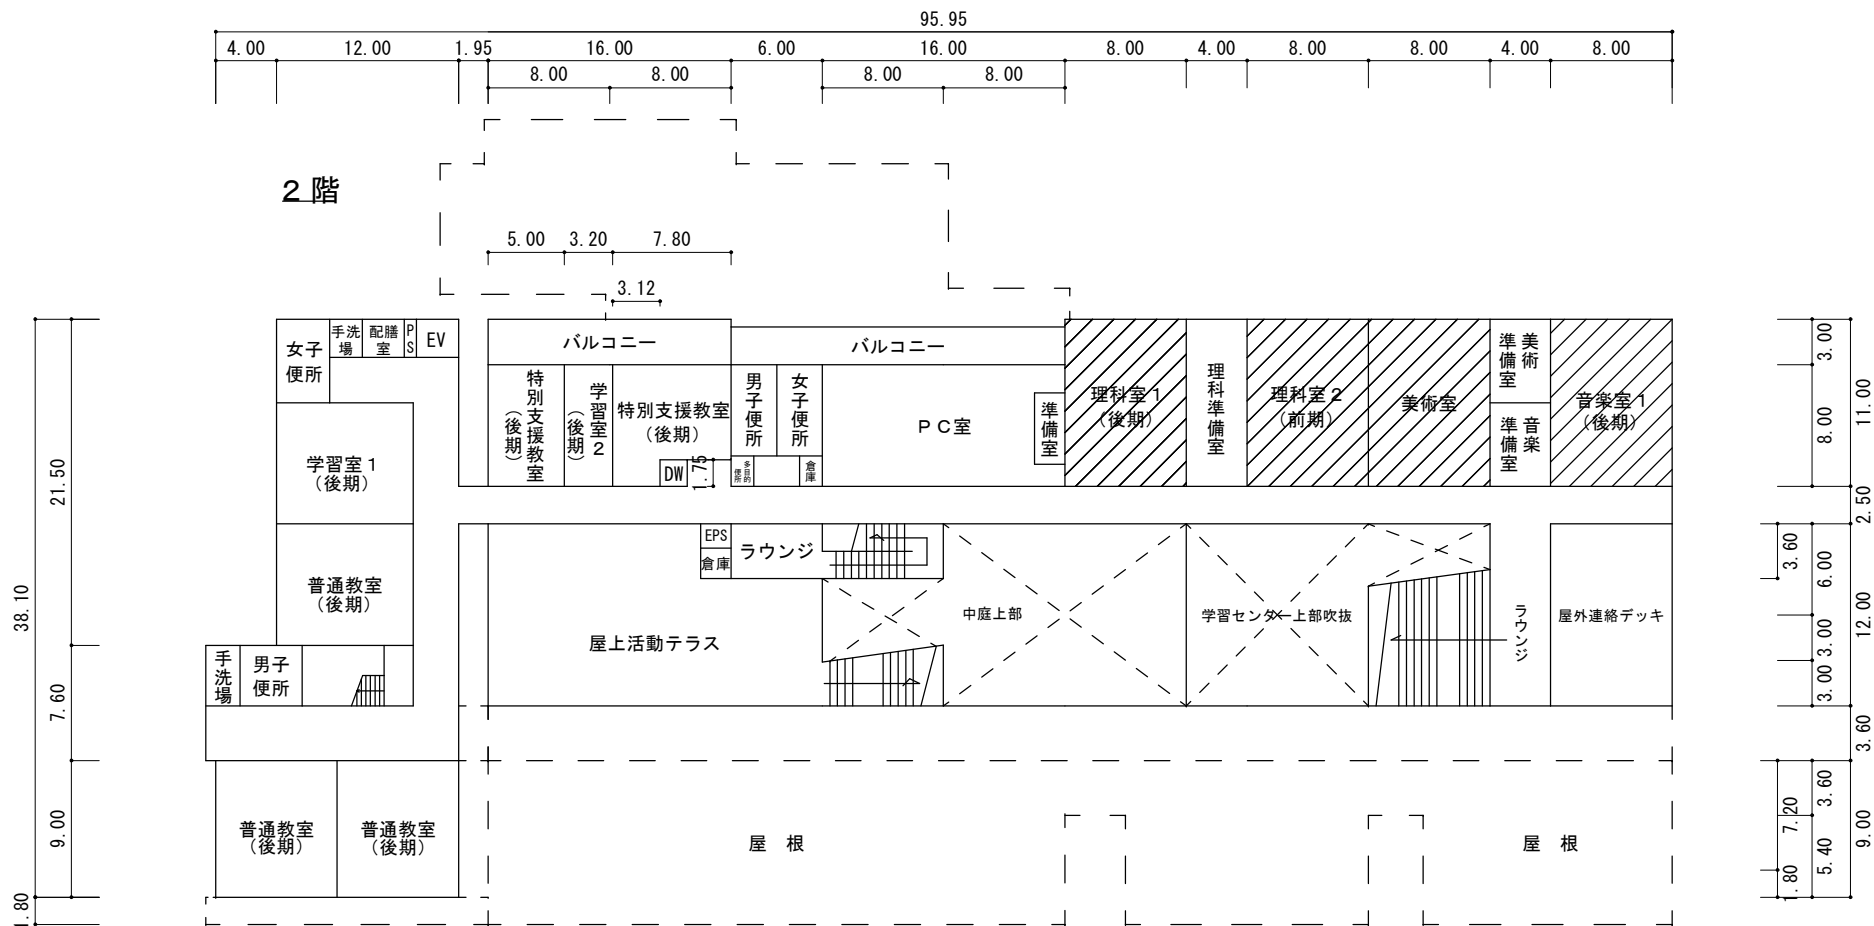 95.95
4.00 12.00 1.95 16.00 6.00 16.00 8.00 4.00 8.00 8.00 4.00 8.00
8.00 8.00 8.00 8.00
2階
5.00 3.20 7.80
3.12
女子
便所
手洗
場
配膳
室
PS
EV
バルコニー
バルコニー
特別支援教室
(後期)
学習室2
(後期)
特別支援教室
(後期)
DW
1.75
男子便所
女子便所
多目的
便所
倉庫
PC室
準備室
理科室1
(後期)
理科準備室
理科室2
(前期)
美術室
美術
準備室
音楽
準備室
音楽室1
(後期)
学習室1
(後期)
普通教室
(後期)
手洗場
男子
便所
EPS
倉庫
ラウンジ
屋上活動テラス
中庭上部
学習センター上部吹抜
ラウンジ
屋外連絡デッキ
普通教室
(後期)
普通教室
(後期)
屋 根
屋 根
38.10
1.80
21.50
7.60
9.00
3.00
8.00
11.00
2.50
3.60
6.00
3.00
3.00
12.00
3.60
7.20
1.80
3.60
5.40
9.00